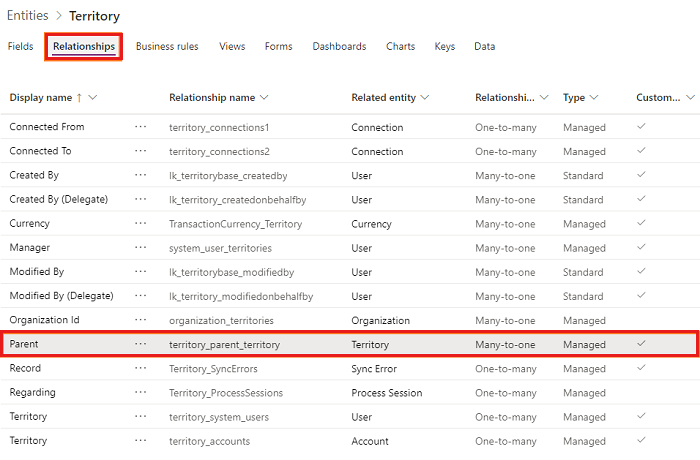 Entities > Territory
Fields Relationships Business rules Views Forms Dashboards Charts Keys Data
Display name ↑ Relationship name Related entity Relationshi... Type Custom...
Connected From ... territory_connections1 Connection One-to-many Managed ✓
Connected To ... territory_connections2 Connection One-to-many Managed ✓
Created By ... lk_territorybase_createdby User Many-to-one Standard ✓
Created By (Delegate) ... lk_territory_createdonbehalfby User Many-to-one Standard ✓
Currency ... TransactionCurrency_Territory Currency Many-to-one Managed ✓
Manager ... system_user_territories User Many-to-one Managed ✓
Modified By ... lk_territorybase_modifiedby User Many-to-one Standard ✓
Modified By (Delegate) ... lk_territory_modifiedonbehalfby User Many-to-one Standard ✓
Organization Id ... organization_territories Organization Many-to-one Managed
Parent ... territory_parent_territory Territory Many-to-one Managed ✓
Record ... Territory_SyncErrors Sync Error One-to-many Managed ✓
Regarding ... Territory_ProcessSessions Process Session One-to-many Managed
Territory ... territory_system_users User One-to-many Managed ✓
Territory ... territory_accounts Account One-to-many Managed ✓